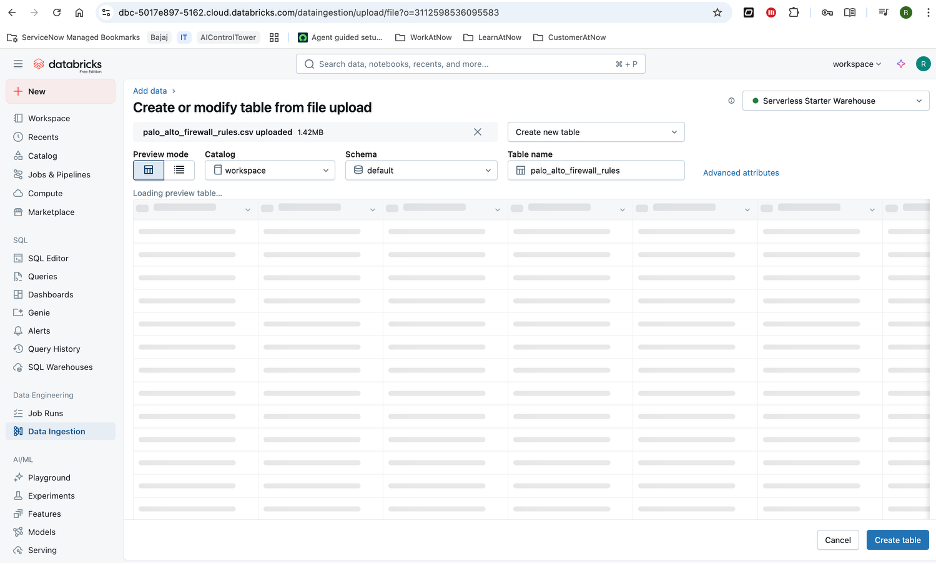 dbc-5017e897-5162.cloud.databricks.com/dataingestion/upload/file?o=3112598536095583
R
ServiceNow Managed Bookmarks
Bajaj
IT
AIControlTower
Agent guided setu...
WorkAtNow
LearnAtNow
CustomerAtNow
databricks
Free Edition
Search data, notebooks, recents, and more...
⌘ + P
workspace
R
New
Workspace
Recents
Catalog
Jobs & Pipelines
Compute
Marketplace
SQL
SQL Editor
Queries
Dashboards
Genie
Alerts
Query History
SQL Warehouses
Data Engineering
Job Runs
Data Ingestion
AI/ML
Playground
Experiments
Features
Models
Serving
Add data ›
Create or modify table from file upload
Serverless Starter Warehouse
palo_alto_firewall_rules.csv uploaded 1.42MB
Create new table
Preview mode
Catalog
Schema
Table name
workspace
default
palo_alto_firewall_rules
Advanced attributes
Loading preview table...
Cancel
Create table